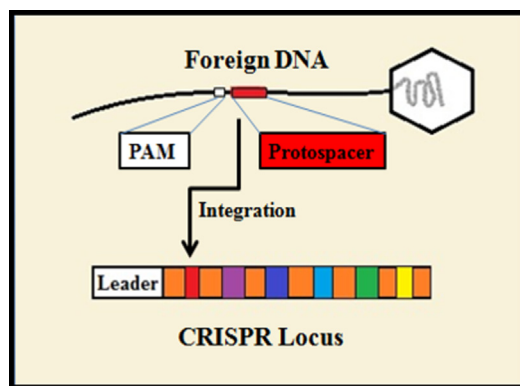 Foreign DNA
PAM
Protospacer
Integration
Leader
CRISPR Locus